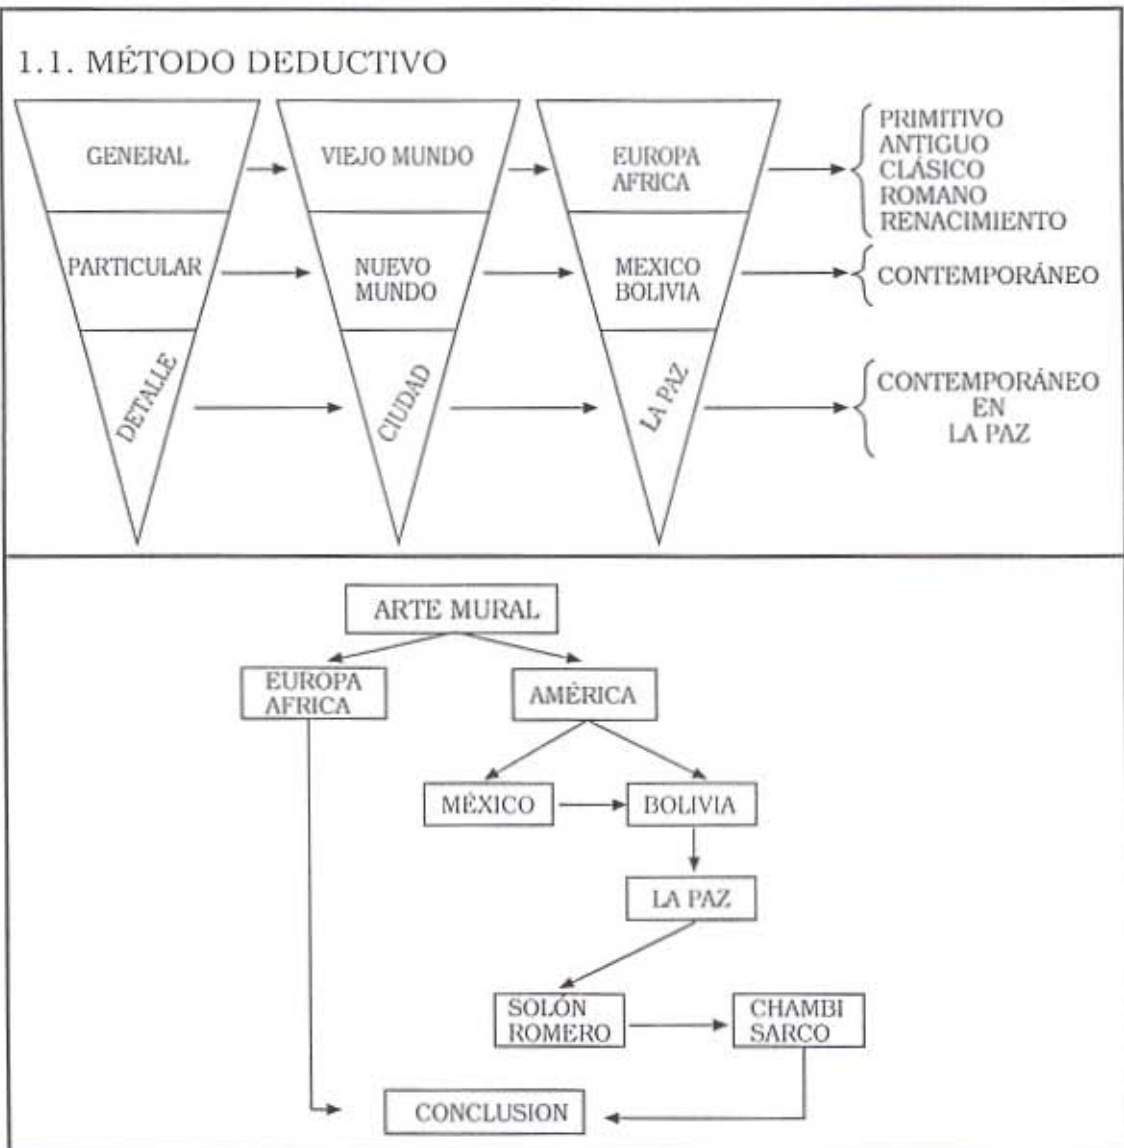 1.1. MÉTODO DEDUCTIVO
GENERAL
VIEJO MUNDO
EUROPA
AFRICA
PRIMITIVO
ANTIGUO
CLÁSICO
ROMANO
RENACIMIENTO
PARTICULAR
NUEVO
MUNDO
MEXICO
BOLIVIA
CONTEMPORÁNEO
DETALLE
CIUDAD
LA PAZ
CONTEMPORÁNEO
EN
LA PAZ
ARTE MURAL
EUROPA
AFRICA
AMÉRICA
MÉXICO
BOLIVIA
LA PAZ
SOLÓN
ROMERO
CHAMBI
SARCO
CONCLUSION